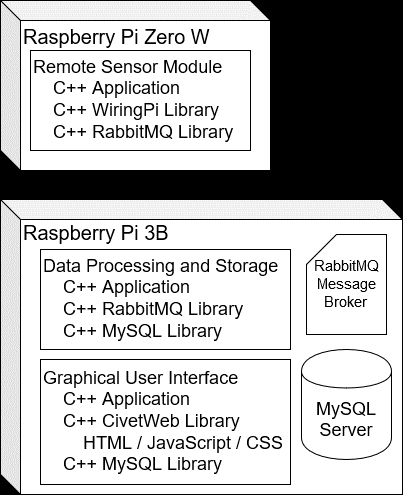 Raspberry Pi Zero W
Remote Sensor Module
C++ Application
C++ WiringPi Library
C++ RabbitMQ Library
Raspberry Pi 3B
Data Processing and Storage
C++ Application
C++ RabbitMQ Library
C++ MySQL Library
RabbitMQ
Message
Broker
Graphical User Interface
C++ Application
C++ CivetWeb Library
HTML / JavaScript / CSS
C++ MySQL Library
MySQL
Server